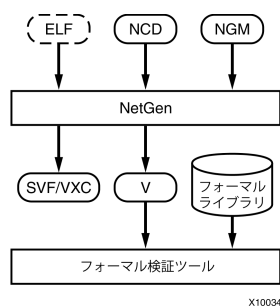 ELF
NCD
NGM
NetGen
SVF/VXC
V
フォーマル
ライブラリ
フォーマル検証ツール
X10034